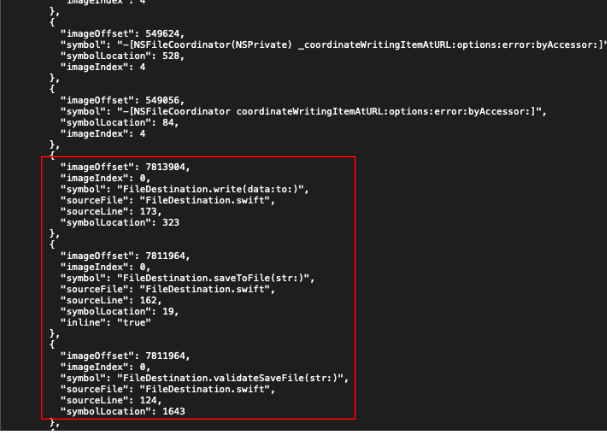 "imageIndex": 4
},
{
"imageOffset": 549624,
"symbol": "-[NSFileCoordinator(NSPrivate) _coordinateWritingItemAtURL:options:error:byAccessor:]"
"symbolLocation": 528,
"imageIndex": 4
},
{
"imageOffset": 549056,
"symbol": "-[NSFileCoordinator coordinateWritingItemAtURL:options:error:byAccessor:]",
"symbolLocation": 84,
"imageIndex": 4
},
{
"imageOffset": 7813904,
"imageIndex": 0,
"symbol": "FileDestination.write(data:to:)",
"sourceFile": "FileDestination.swift",
"sourceLine": 173,
"symbolLocation": 323
},
{
"imageOffset": 7811964,
"imageIndex": 0,
"symbol": "FileDestination.saveToFile(str:)",
"sourceFile": "FileDestination.swift",
"sourceLine": 162,
"symbolLocation": 19,
"inline": "true"
},
{
"imageOffset": 7811964,
"imageIndex": 0,
"symbol": "FileDestination.validateSaveFile(str:)",
"sourceFile": "FileDestination.swift",
"sourceLine": 124,
"symbolLocation": 1643
},